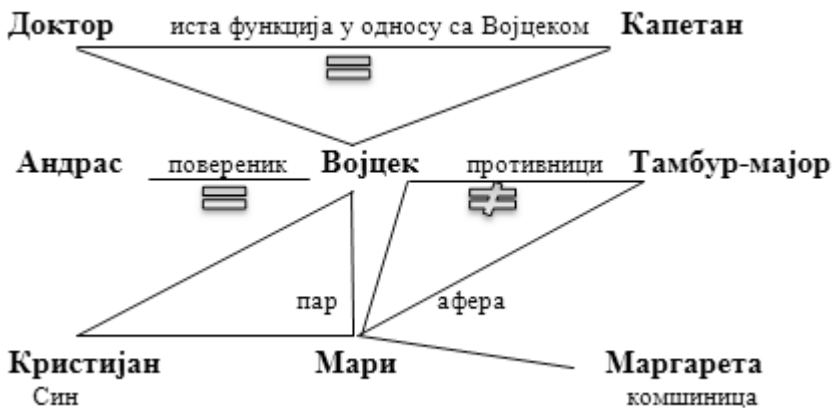 Доктор иста функција у односу са Војцеком Капетан
Андрас повереник Војцек противници Тамбур-мајор
пар афера
Кристијан Мари Маргарета
Син комшиница